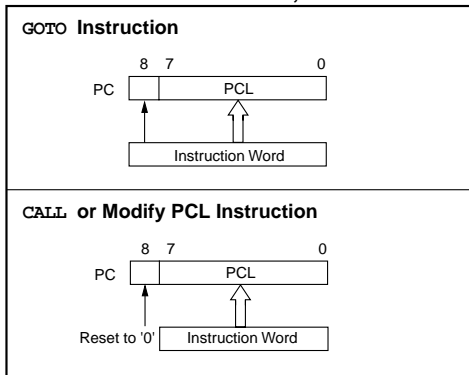 GOTO Instruction
8 7 0
PC PCL
Instruction Word
CALL or Modify PCL Instruction
8 7 0
PC PCL
Reset to '0' Instruction Word